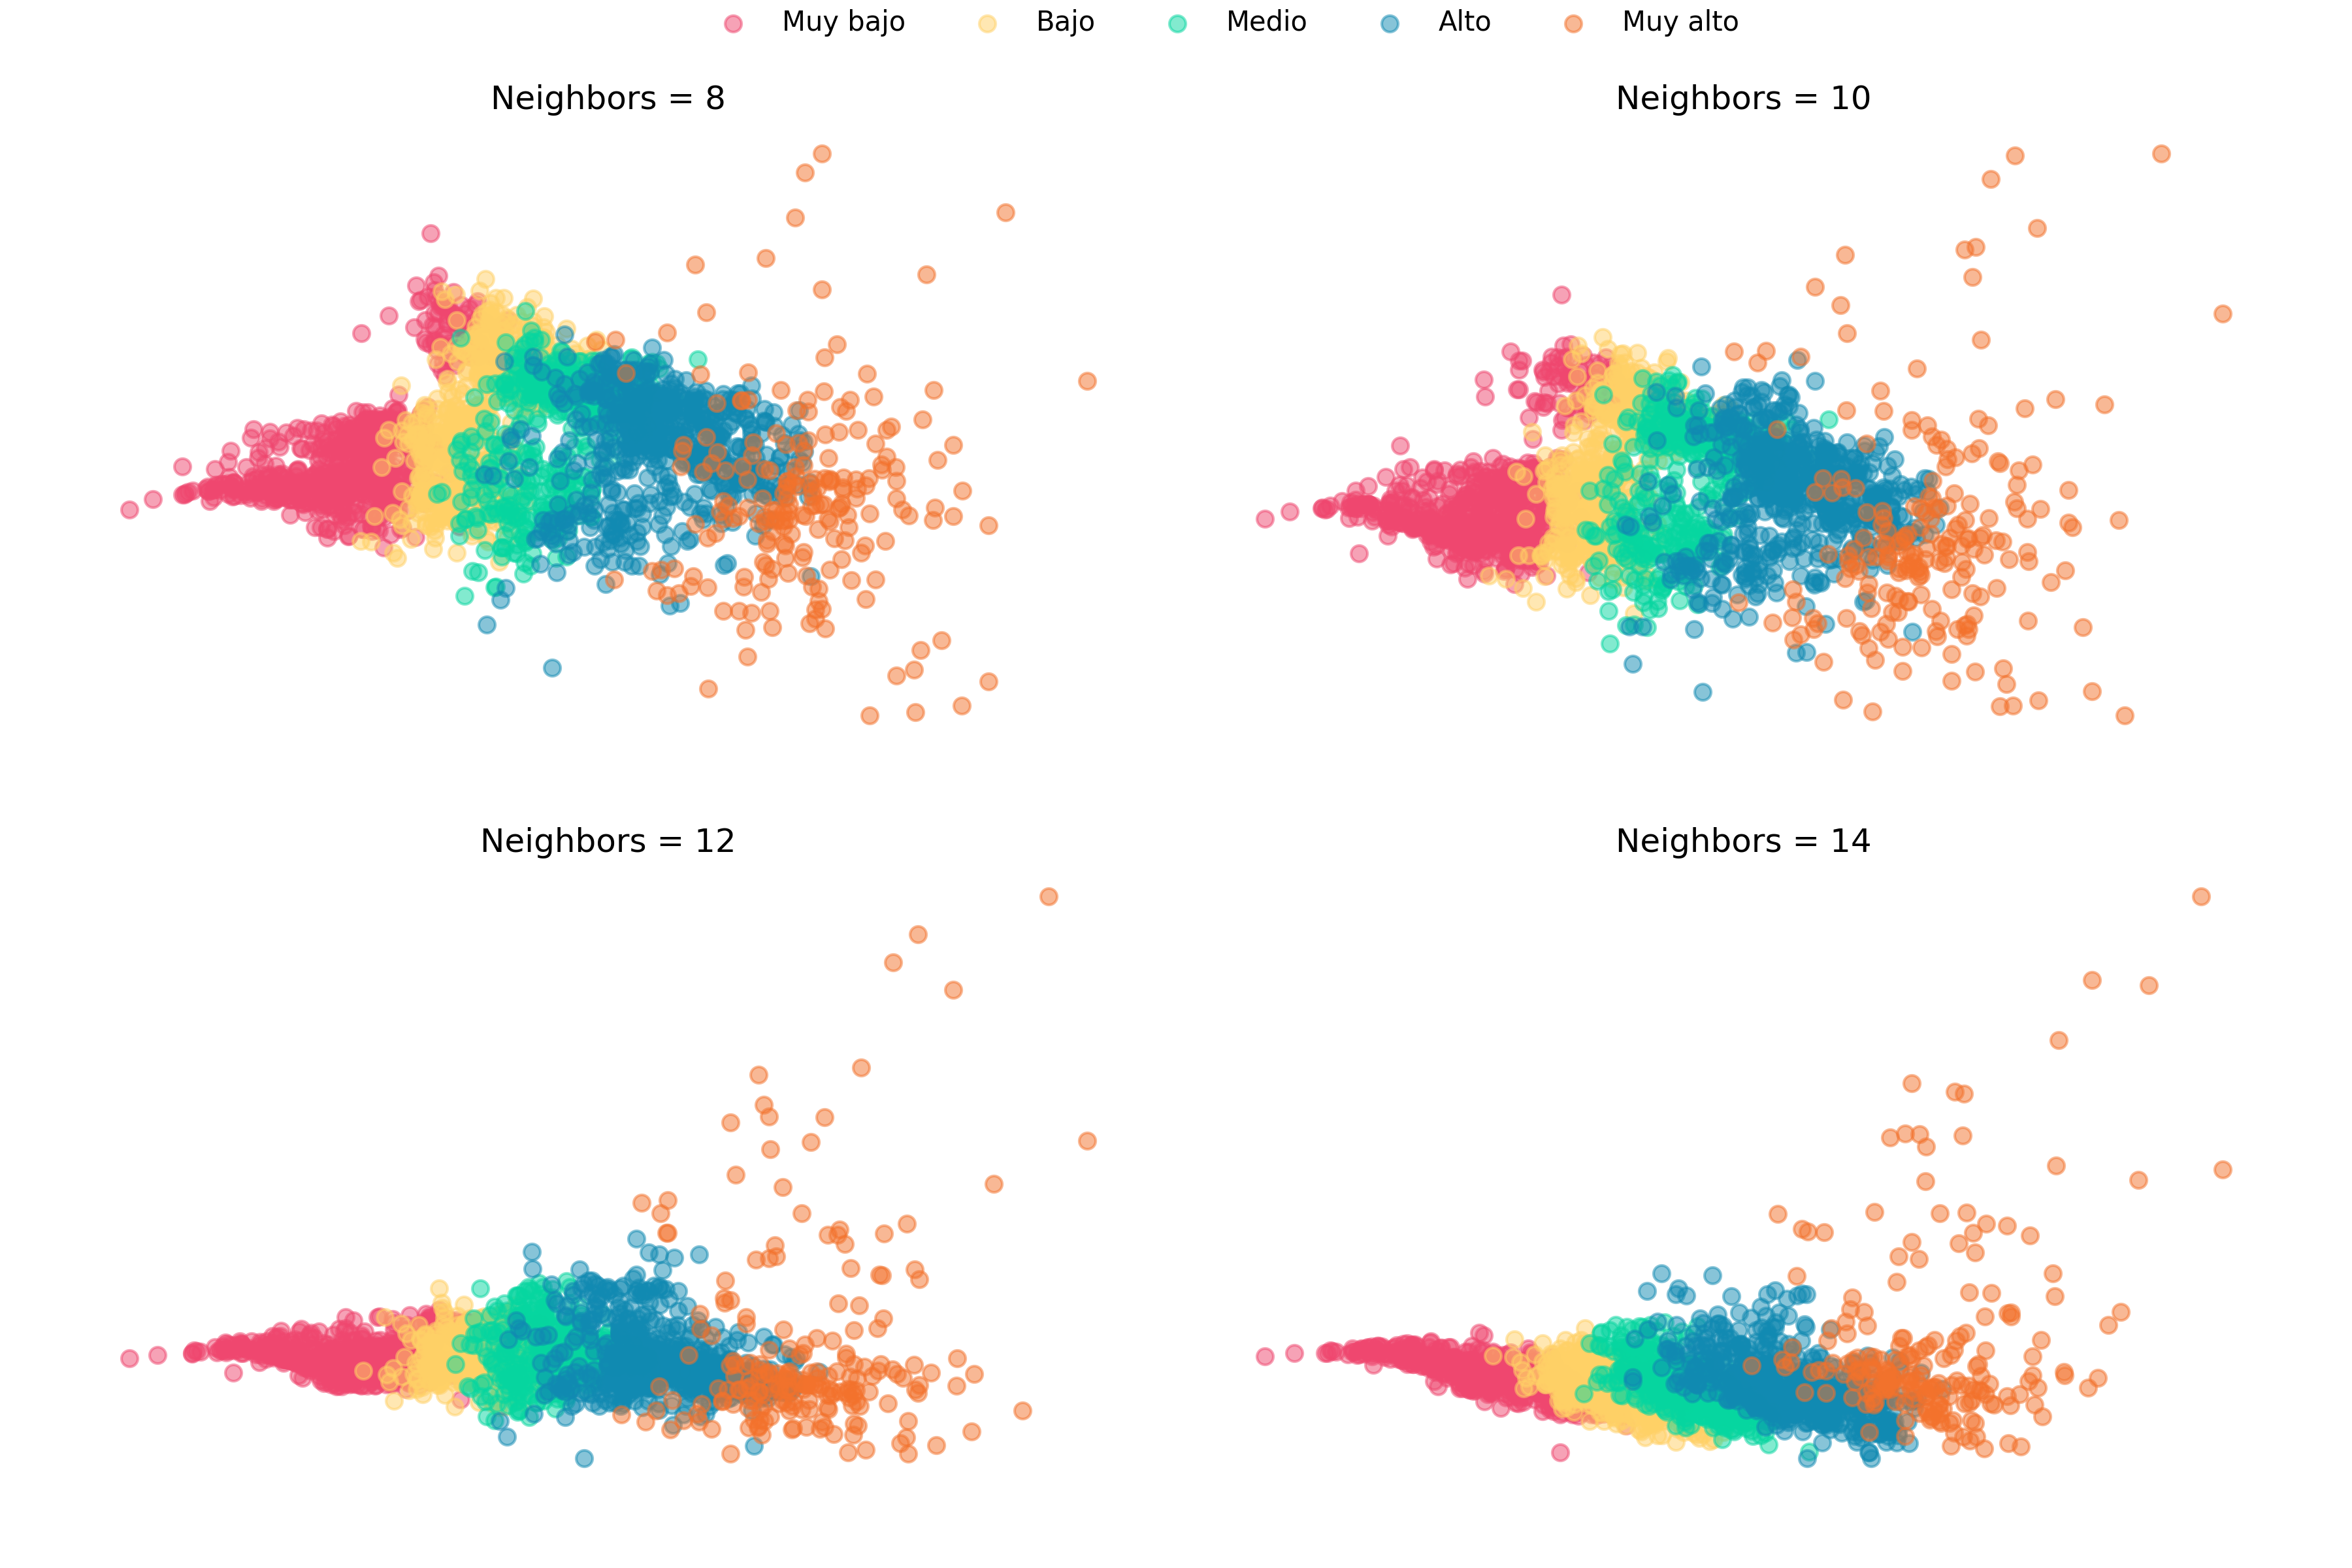 Muy bajo Bajo Medio Alto Muy alto
Neighbors = 8
Neighbors = 10
Neighbors = 12
Neighbors = 14